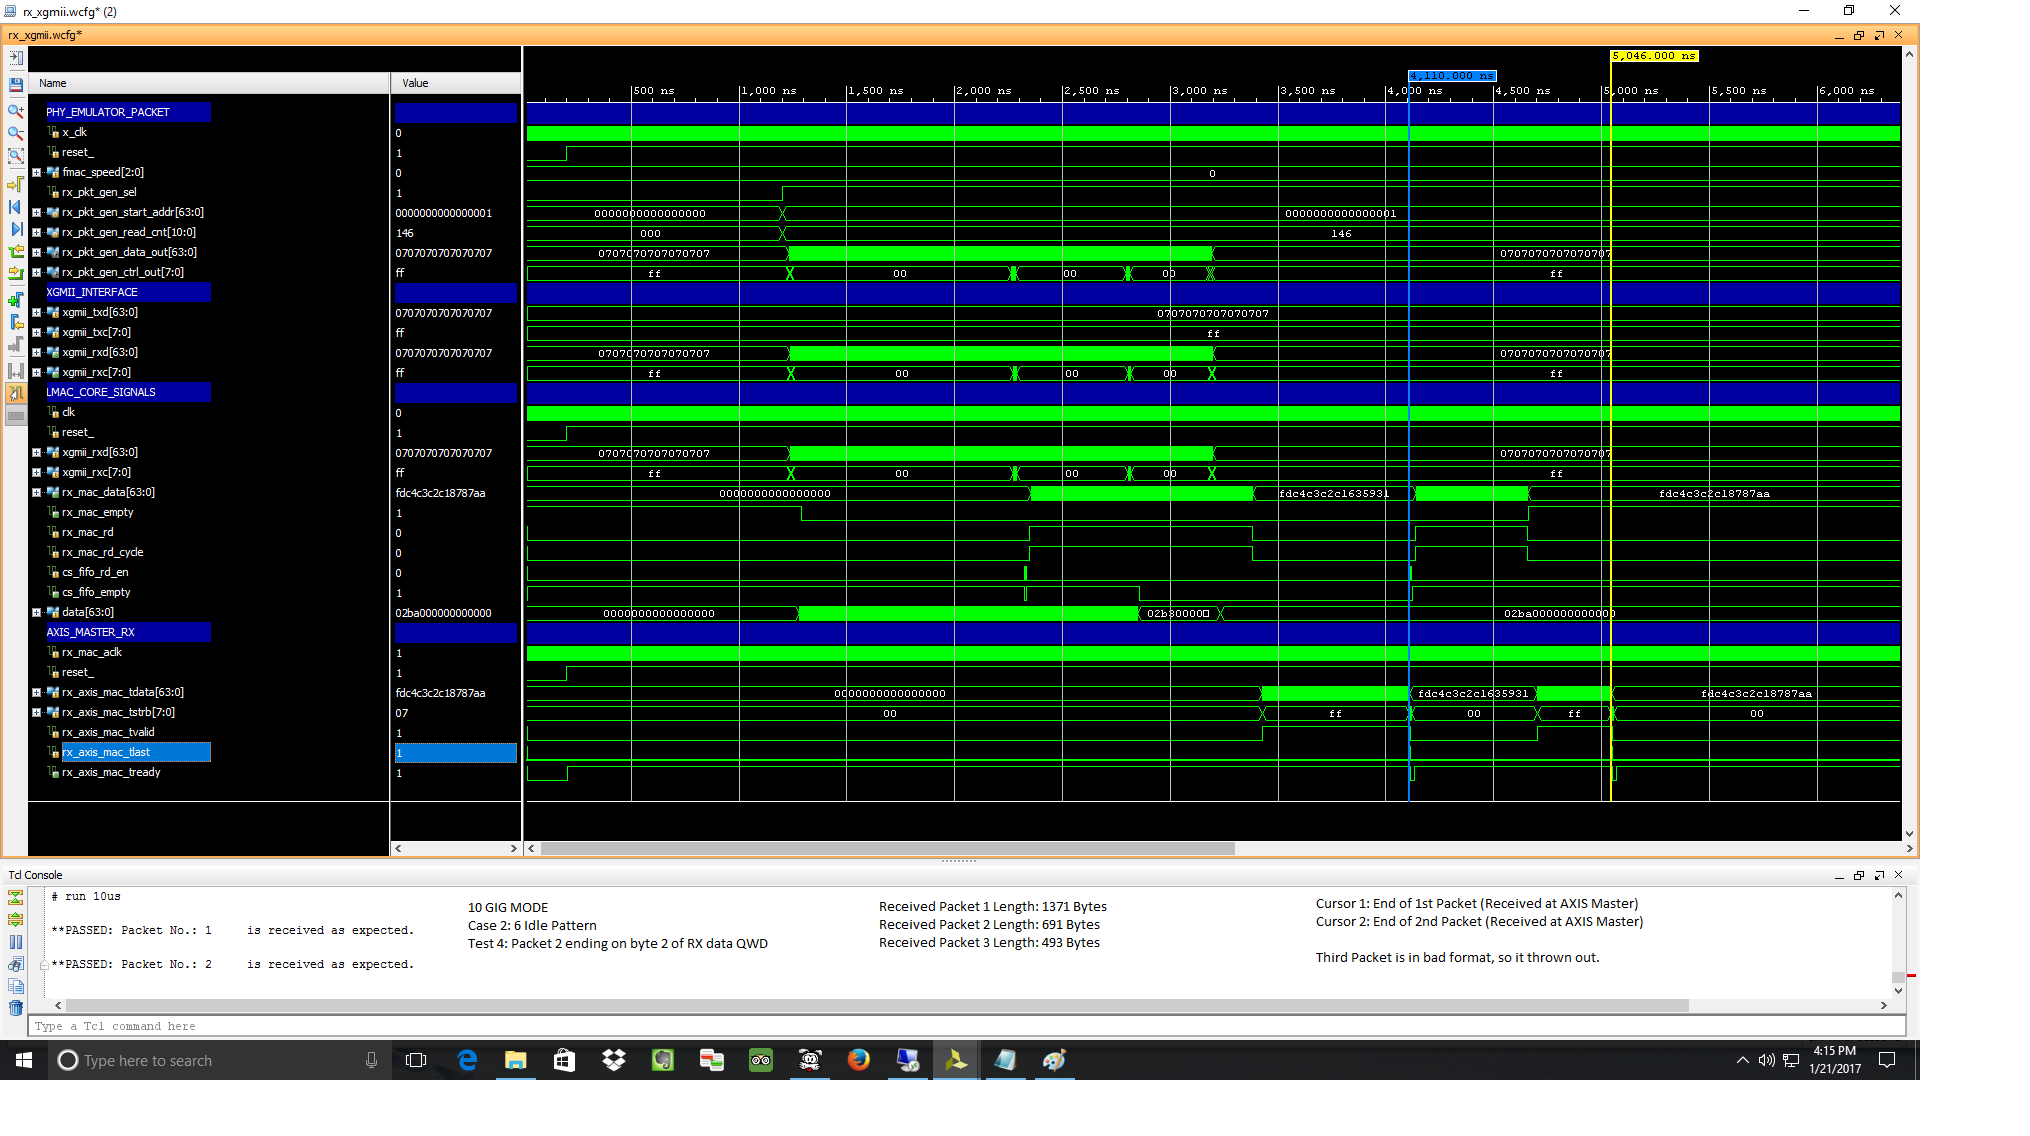 rx_xgmii.wcfg* (2)
rx_xgmii.wcfg*
5,046.000 ns
4,110.000 ns
Name Value
500 ns 1,000 ns 1,500 ns 2,000 ns 2,500 ns 3,000 ns 3,500 ns 4,000 ns 4,500 ns 5,000 ns 5,500 ns 6,000 ns
PHY_EMULATOR_PACKET
x_clk 0
reset_ 1
fmac_speed[2:0] 0 0
rx_pkt_gen_sel 1
rx_pkt_gen_start_addr[63:0] 0000000000000001 0000000000000000 0000000000000001
rx_pkt_gen_read_cnt[10:0] 146 000 146
rx_pkt_gen_data_out[63:0] 0707070707070707 0707070707070707 0707070707070707
rx_pkt_gen_ctrl_out[7:0] ff ff 00 00 00 ff
XGMII_INTERFACE
xgmii_txd[63:0] 0707070707070707 0707070707070707
xgmii_txc[7:0] ff ff
xgmii_rxd[63:0] 0707070707070707 0707070707070707 0707070707070707
xgmii_rxc[7:0] ff ff 00 00 00 ff
LMAC_CORE_SIGNALS
clk 0
reset_ 1
xgmii_rxd[63:0] 0707070707070707 0707070707070707 0707070707070707
xgmii_rxc[7:0] ff ff 00 00 00 ff
rx_mac_data[63:0] fdc4c3c2c18787aa 0000000000000000 fdc4c3c2c1635931 fdc4c3c2c18787aa
rx_mac_empty 1
rx_mac_rd 0
rx_mac_rd_cycle 0
cs_fifo_rd_en 0
cs_fifo_empty 1
data[63:0] 02ba000000000000 0000000000000000 02b300000 02ba000000000000
AXIS_MASTER_RX
rx_mac_aclk 1
reset_ 1
rx_axis_mac_tdata[63:0] fdc4c3c2c18787aa 0000000000000000 fdc4c3c2c1635931 fdc4c3c2c18787aa
rx_axis_mac_tstrb[7:0] 07 00 ff 00 ff 00
rx_axis_mac_tvalid 1
rx_axis_mac_tlast 1
rx_axis_mac_tready 1
Tcl Console
# run 10us
**PASSED: Packet No.: 1 is received as expected.
**PASSED: Packet No.: 2 is received as expected.
10 GIG MODE
Case 2: 6 Idle Pattern
Test 4: Packet 2 ending on byte 2 of RX data QWD
Received Packet 1 Length: 1371 Bytes
Received Packet 2 Length: 691 Bytes
Received Packet 3 Length: 493 Bytes
Cursor 1: End of 1st Packet (Received at AXIS Master)
Cursor 2: End of 2nd Packet (Received at AXIS Master)
Third Packet is in bad format, so it thrown out.
Type a Tcl command here
Type here to search
4:15 PM
1/21/2017